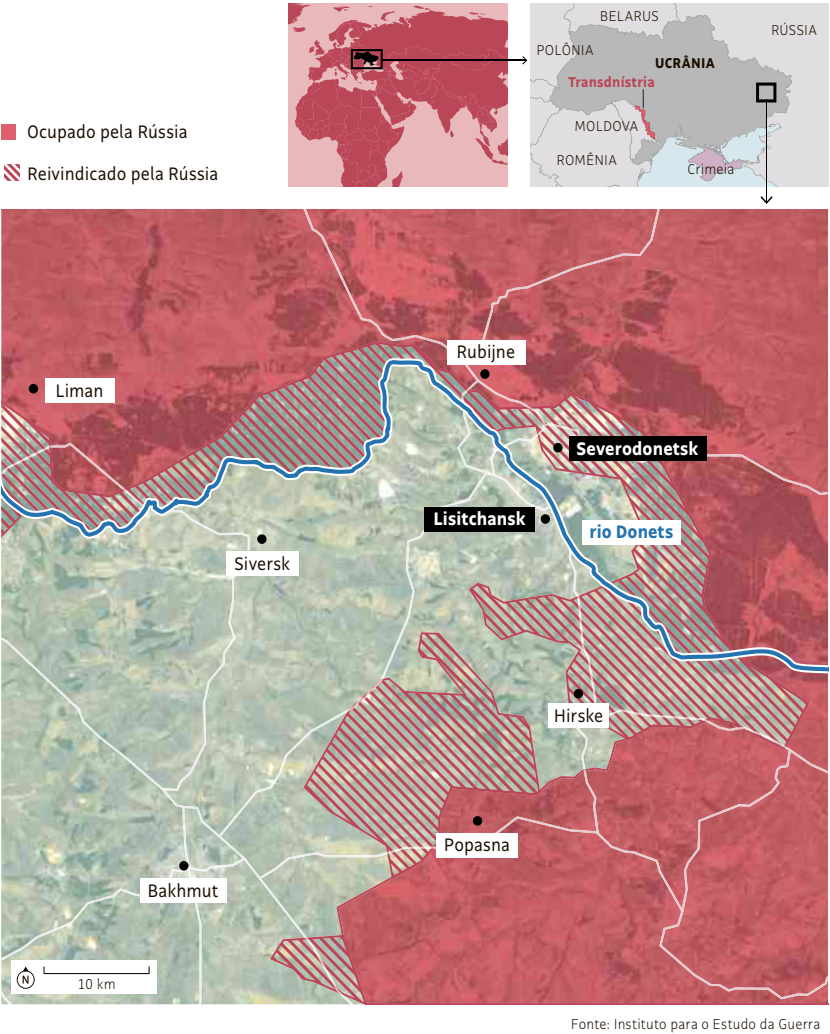 BELARUS
RÚSSIA
POLÔNIA
UCRÂNIA
Transdnístria
MOLDOVA
ROMÊNIA
Crimeia
Ocupado pela Rússia
Reivindicado pela Rússia
Rubijne
Liman
Severodonetsk
Lisitchansk
rio Donets
Siversk
Hirske
Popasna
Bakhmut
N
10 km
Fonte: Instituto para o Estudo da Guerra